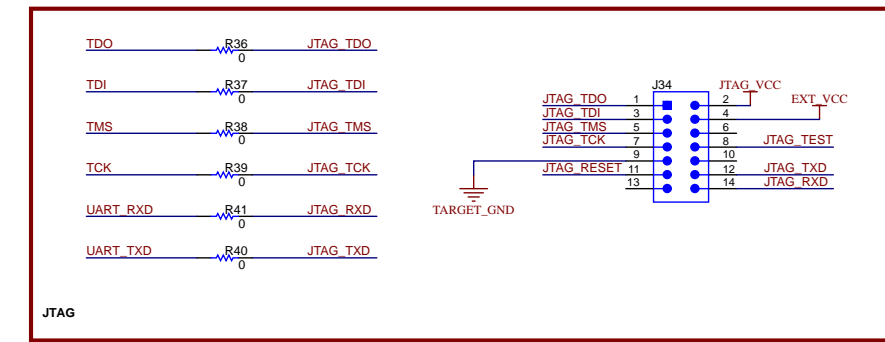 TDO R36 JTAG_TDO
0
TDI R37 JTAG_TDI
0
TMS R38 JTAG_TMS
0
TCK R39 JTAG_TCK
0
UART_RXD R41 JTAG_RXD
0
UART_TXD R40 JTAG_TXD
0
J34 JTAG_VCC
EXT_VCC
JTAG_TDO 1 2
JTAG_TDI 3 4
JTAG_TMS 5 6
JTAG_TCK 7 8 JTAG_TEST
9 10
JTAG_RESET 11 12 JTAG_TXD
13 14 JTAG_RXD
TARGET_GND
JTAG